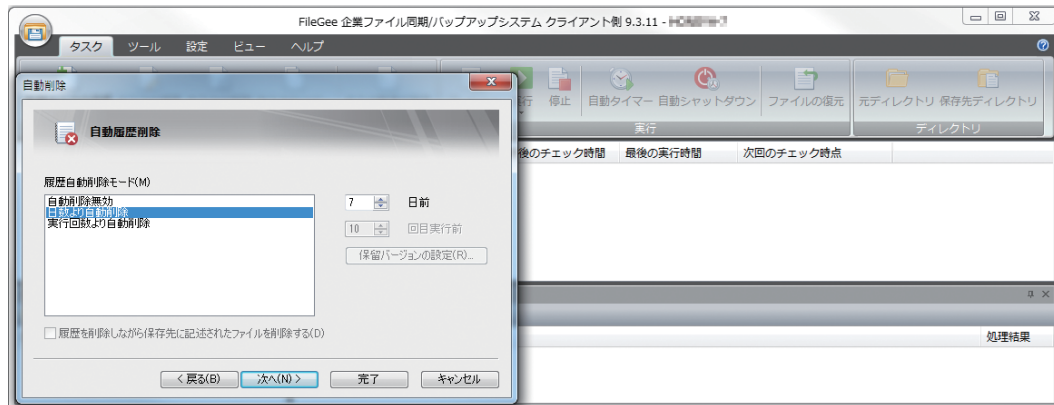 FileGee 企業ファイル同期/バップアップシステム クライアント側 9.3.11 -
タスク ツール 設定 ビュー ヘルプ
自動削除
停止 自動タイマー 自動シャットダウン ファイルの復元 元ディレクトリ 保存先ディレクトリ
実行 ディレクトリ
自動履歴削除
後のチェック時間 最後の実行時間 次回のチェック時点
履歴自動削除モード(M)
自動削除無効
日数より自動削除
実行回数より自動削除
7 日前
10 回目実行前
保留バージョンの設定(R)...
履歴を削除しながら保存先に記述されたファイルを削除する(D)
処理結果
< 戻る(B) 次へ(N) > 完了 キャンセル